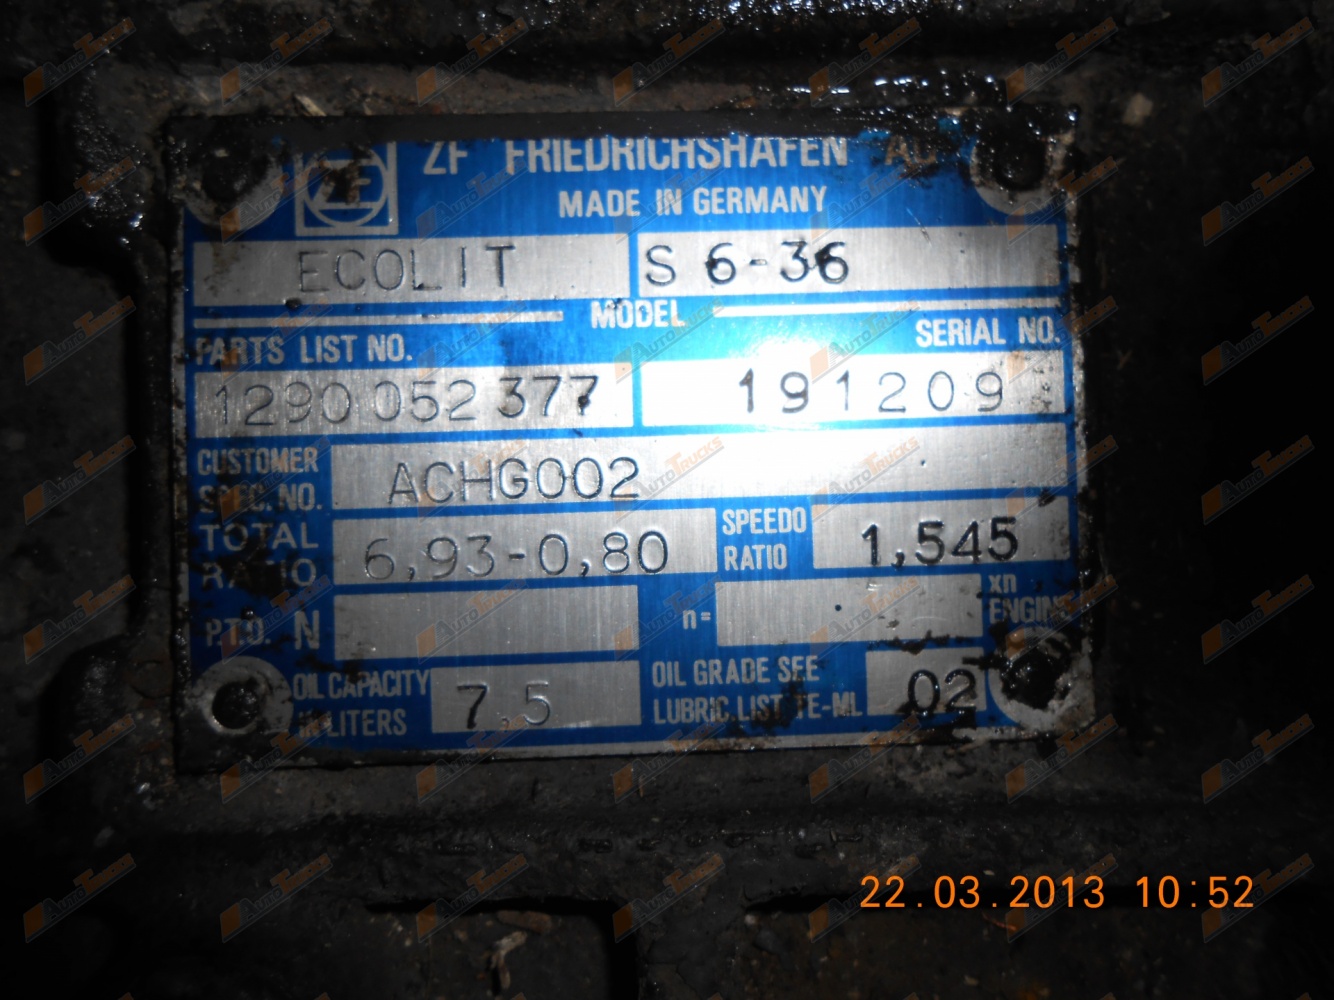 ZF FRIEDRICHSHAFEN AG
ZF
MADE IN GERMANY
ECOLIT S 6-36
MODEL
PARTS LIST NO. SERIAL NO.
1290 052 377 191209
CUSTOMER
SPEC. NO. ACHG002
TOTAL
RATIO 6,93-0,80 SPEEDO
RATIO 1,545
P.T.O. N n= xn
ENGINE
OIL CAPACITY
IN LITERS 7,5 OIL GRADE SEE
LUBRIC. LIST TE-ML 02
22.03.2013 10:52
AUTOTRUCKS